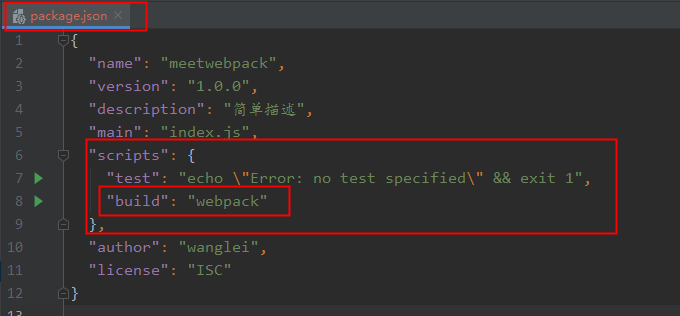 package.json
1 {
2 "name": "meetwebpack",
3 "version": "1.0.0",
4 "description": "简单描述",
5 "main": "index.js",
6 "scripts": {
7 "test": "echo \"Error: no test specified\" && exit 1",
8 "build": "webpack"
9 },
10 "author": "wanglei",
11 "license": "ISC"
12 }
13